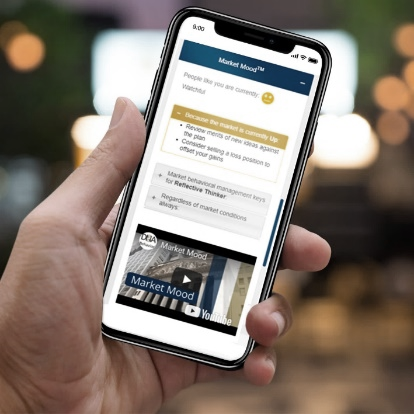 9:00
Market Mood™
People like you are currently
Watchful
− Because the market is currently Up
• Review merits of new ideas against
the plan
• Consider selling a loss position to
offset your gains
+ Market behavioral management keys
for Reflective Thinker
+ Regardless of market conditions
always
DNA
Market Mood
Market Mood
YouTube